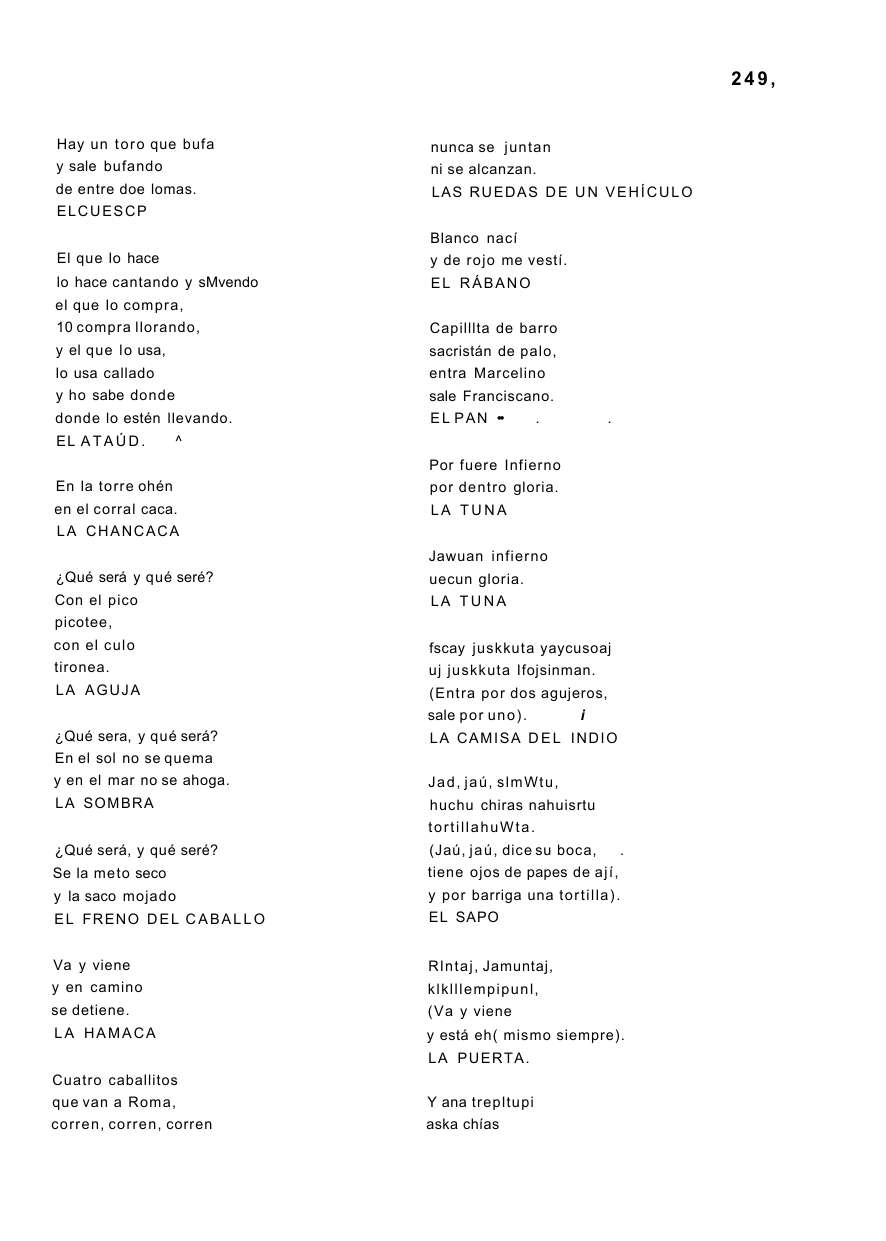 249,
Hay un toro que bufa
y sale bufando
de entre doe lomas.
ELCUESCP
El que lo hace
lo hace cantando y sMvendo
el que lo compra,
10 compra llorando,
y el que lo usa,
lo usa callado
y ho sabe donde
donde lo estén llevando.
EL ATAÚD. ^
En la torre ohén
en el corral caca.
LA CHANCACA
¿Qué será y qué seré?
Con el pico
picotee,
con el culo
tironea.
LA AGUJA
¿Qué sera, y qué será?
En el sol no se quema
y en el mar no se ahoga.
LA SOMBRA
¿Qué será, y qué seré?
Se la meto seco
y la saco mojado
EL FRENO DEL CABALLO
Va y viene
y en camino
se detiene.
LA HAMACA
Cuatro caballitos
que van a Roma,
corren, corren, corren
nunca se juntan
ni se alcanzan.
LAS RUEDAS DE UN VEHÍCULO
Blanco nací
y de rojo me vestí.
EL RÁBANO
Capilllta de barro
sacristán de palo,
entra Marcelino
sale Franciscano.
EL PAN •• . .
Por fuere Infierno
por dentro gloria.
LA TUNA
Jawuan infierno
uecun gloria.
LA TUNA
fscay juskkuta yaycusoaj
uj juskkuta Ifojsinman.
(Entra por dos agujeros,
sale por uno). i
LA CAMISA DEL INDIO
Jad, jaú, slmWtu,
huchu chiras nahuisrtu
tortillahuWta.
(Jaú, jaú, dice su boca, .
tiene ojos de papes de ají,
y por barriga una tortilla).
EL SAPO
RIntaj, Jamuntaj,
klklllempipunl,
(Va y viene
y está eh( mismo siempre).
LA PUERTA.
Y ana trepItupi
aska chías